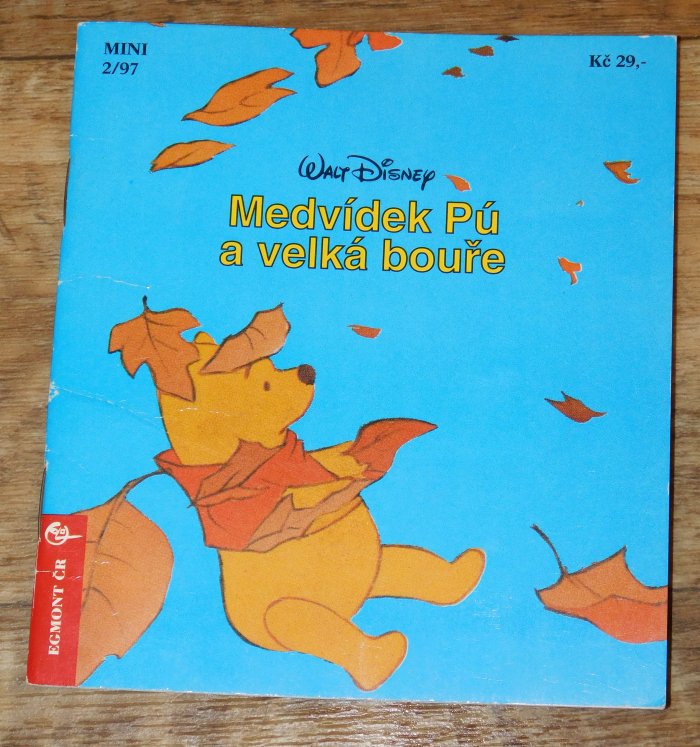 MINI
2/97
Kč 29,-
Walt Disney
Medvídek Pú
a velká bouře
EGMONT ČR